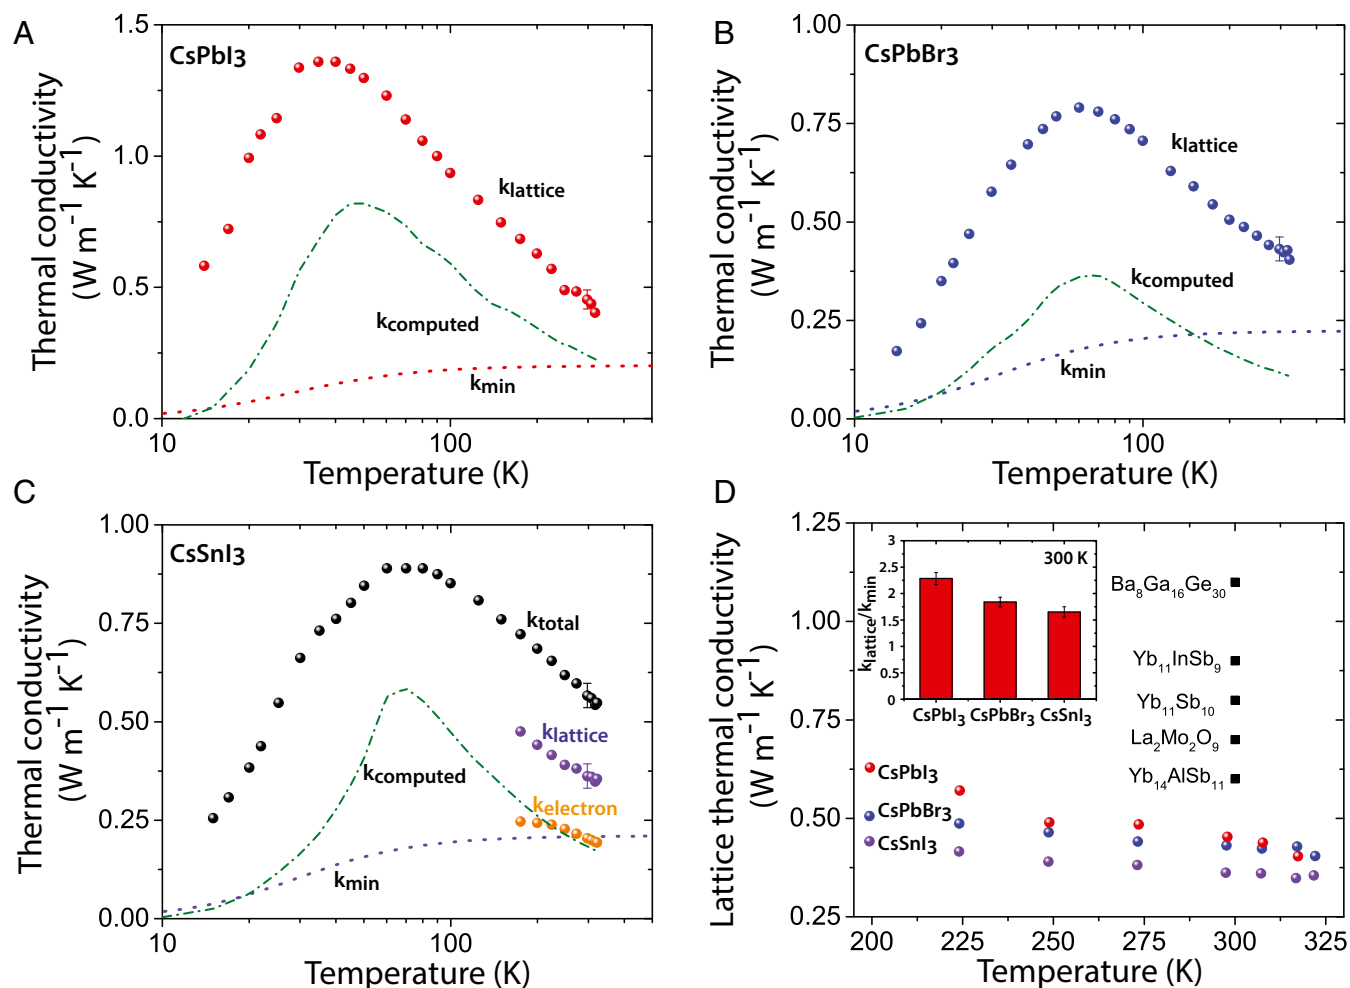 A
CsPbI3
Thermal conductivity
(W m⁻¹ K⁻¹)
1.5
1.0
0.5
0.0
klattice
kcomputed
kmin
10
100
Temperature (K)
B
CsPbBr3
Thermal conductivity
(W m⁻¹ K⁻¹)
1.00
0.75
0.50
0.25
0.00
klattice
kcomputed
kmin
10
100
Temperature (K)
C
CsSnI3
Thermal conductivity
(W m⁻¹ K⁻¹)
1.00
0.75
0.50
0.25
0.00
ktotal
klattice
kcomputed
kelectron
kmin
10
100
Temperature (K)
D
Lattice thermal conductivity
(W m⁻¹ K⁻¹)
1.25
1.00
0.75
0.50
0.25
klattice/kmin
3
2.5
2
1.5
1
0.5
0
300 K
CsPbI₃ CsPbBr₃ CsSnI₃
Ba₈Ga₁₆Ge₃₀
Yb₁₁InSb₉
Yb₁₁Sb₁₀
La₂Mo₂O₉
Yb₁₄AlSb₁₁
CsPbI₃
CsPbBr₃
CsSnI₃
200 225 250 275 300 325
Temperature (K)